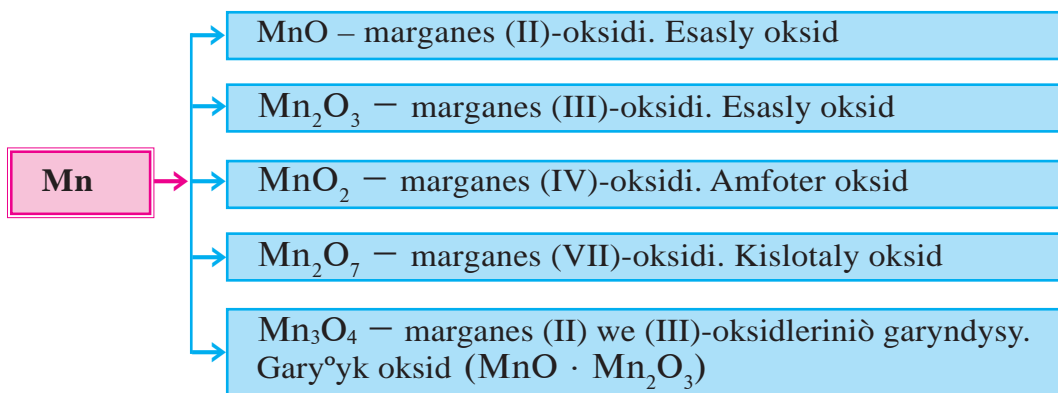 MnO – marganes (II)-oksidi. Esasly oksid
Mn₂O₃ – marganes (III)-oksidi. Esasly oksid
Mn
MnO₂ – marganes (IV)-oksidi. Amfoter oksid
Mn₂O₇ – marganes (VII)-oksidi. Kislotaly oksid
Mn₃O₄ – marganes (II) we (III)-oksidleriniò garyndysy.
Garyºyk oksid (MnO · Mn₂O₃)